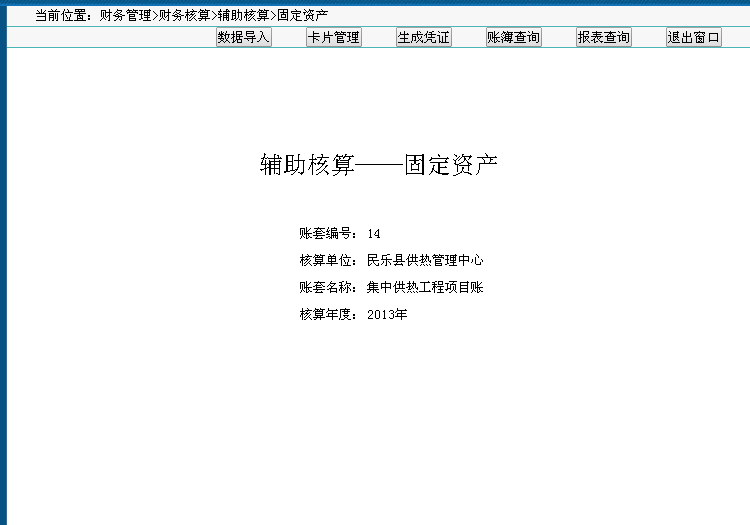 当前位置：财务管理>财务核算>辅助核算>固定资产
数据导入 卡片管理 生成凭证 账簿查询 报表查询 退出窗口
辅助核算——固定资产
账套编号：14
核算单位：民乐县供热管理中心
账套名称：集中供热工程项目账
核算年度：2013年